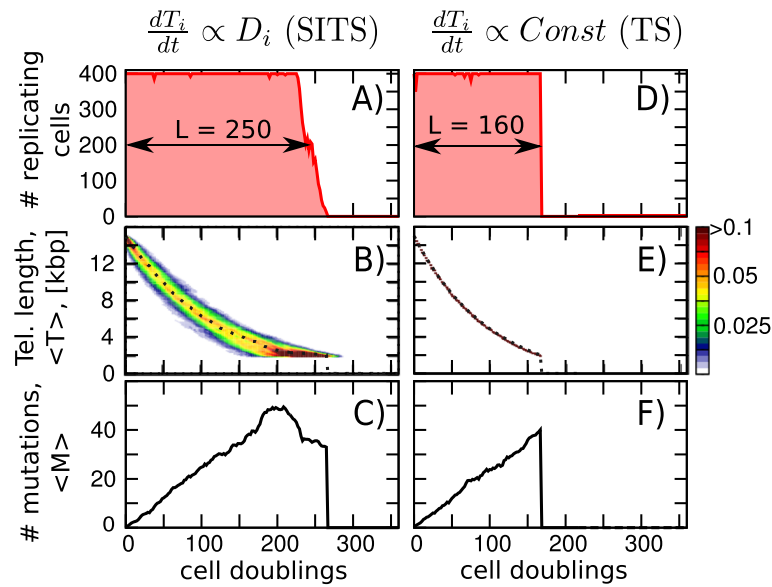 dT_i/dt ∝ D_i (SITS)
dT_i/dt ∝ Const (TS)
# replicating
cells
400
300
200
100
0
A)
L = 250
D)
L = 160
Tel. length,
<T>, [kbp]
12
8
4
0
B)
E)
>0.1
0.05
0.025
# mutations,
<M>
40
20
0
C)
F)
0 100 200 300
0 100 200 300
cell doublings
cell doublings